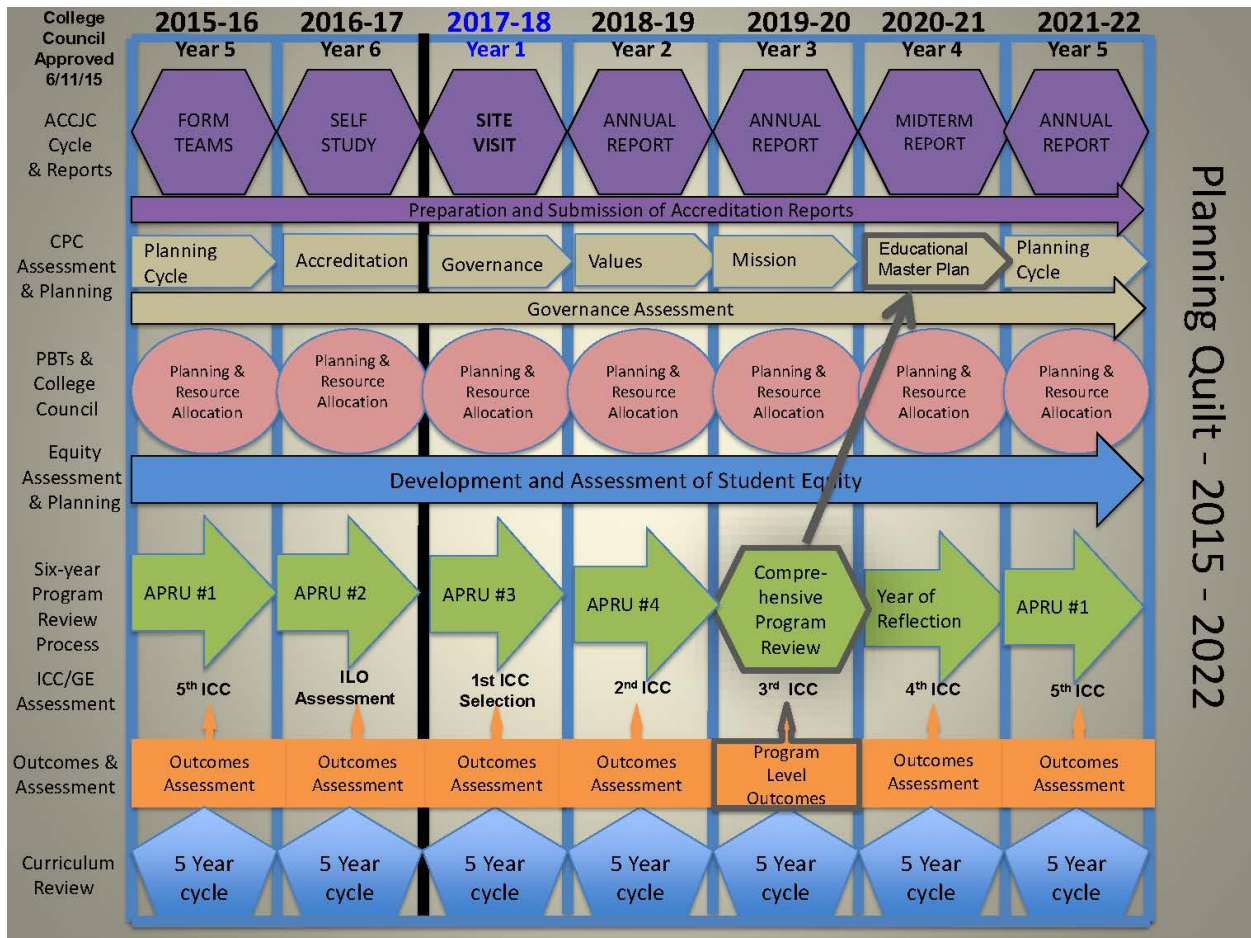 College
Council
Approved
6/11/15
2015-16 2016-17 2017-18 2018-19 2019-20 2020-21 2021-22
Year 5 Year 6 Year 1 Year 2 Year 3 Year 4 Year 5
ACCJC
Cycle
& Reports
FORM
TEAMS
SELF
STUDY
SITE
VISIT
ANNUAL
REPORT
ANNUAL
REPORT
MIDTERM
REPORT
ANNUAL
REPORT
Preparation and Submission of Accreditation Reports
CPC
Assessment
& Planning
Planning
Cycle
Accreditation
Governance
Values
Mission
Educational
Master Plan
Planning
Cycle
Governance Assessment
PBTs &
College
Council
Planning &
Resource
Allocation
Planning &
Resource
Allocation
Planning &
Resource
Allocation
Planning &
Resource
Allocation
Planning &
Resource
Allocation
Planning &
Resource
Allocation
Planning &
Resource
Allocation
Equity
Assessment
& Planning
Development and Assessment of Student Equity
Six-year
Program
Review
Process
APRU #1
APRU #2
APRU #3
APRU #4
Compre-
hensive
Program
Review
Year of
Reflection
APRU #1
ICC/GE
Assessment
5th ICC
ILO
Assessment
1st ICC
Selection
2nd ICC
3rd ICC
4th ICC
5th ICC
Outcomes &
Assessment
Outcomes
Assessment
Outcomes
Assessment
Outcomes
Assessment
Outcomes
Assessment
Program
Level
Outcomes
Outcomes
Assessment
Outcomes
Assessment
Curriculum
Review
5 Year
cycle
5 Year
cycle
5 Year
cycle
5 Year
cycle
5 Year
cycle
5 Year
cycle
5 Year
cycle
Planning Quilt - 2015 - 2022